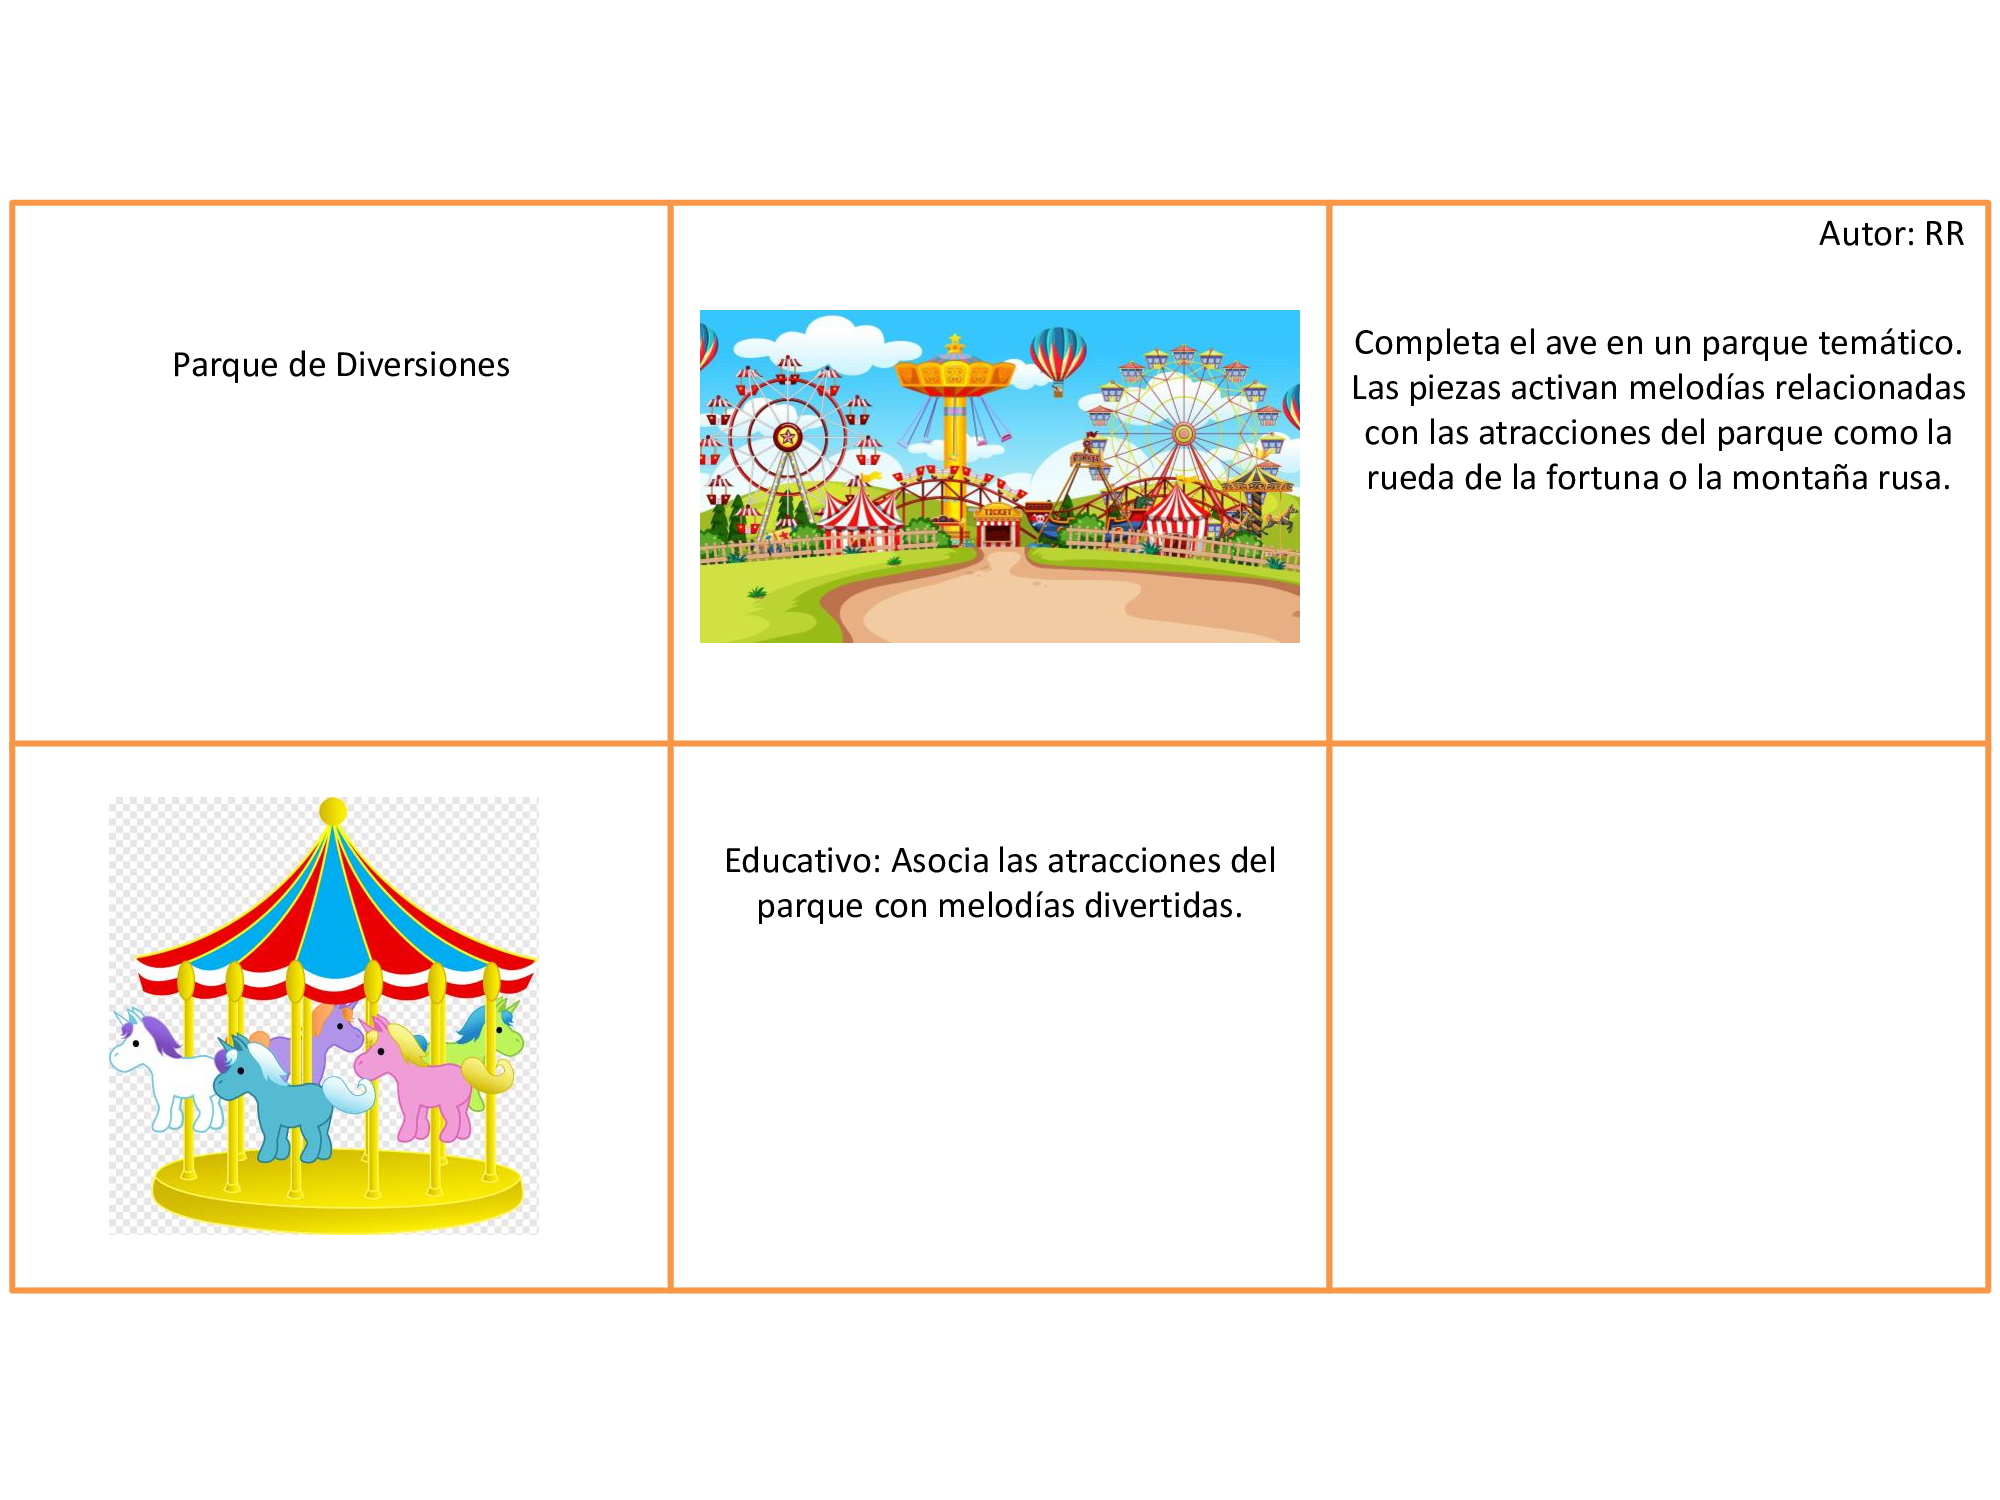 Parque de Diversiones
TICKET
Autor: RR
Completa el ave en un parque temático.
Las piezas activan melodías relacionadas
con las atracciones del parque como la
rueda de la fortuna o la montaña rusa.
Educativo: Asocia las atracciones del
parque con melodías divertidas.